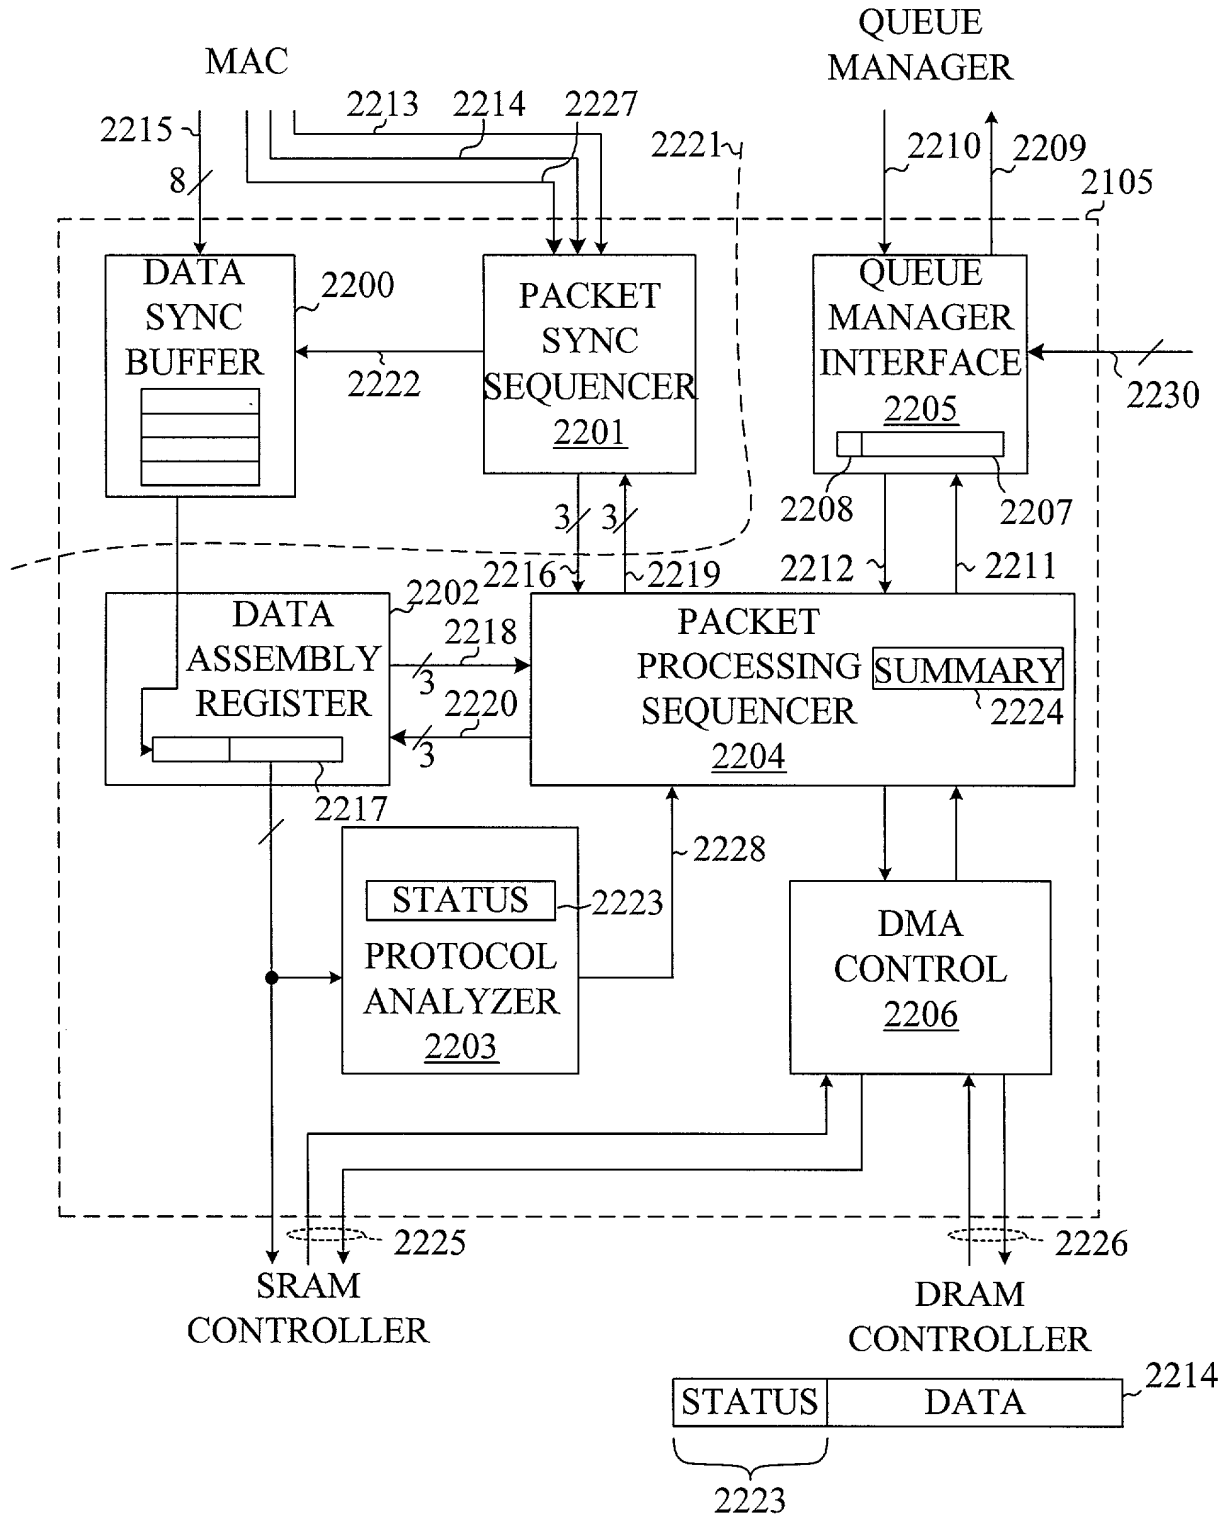 QUEUE
MANAGER
MAC
2213
2214
2227
2215
2221
2210
2209
8
2105
DATA
SYNC
BUFFER
2200
PACKET
SYNC
SEQUENCER
2201
QUEUE
MANAGER
INTERFACE
2205
2222
2230
2208
2207
3
3
2216
2219
2212
2211
2202
DATA
ASSEMBLY
REGISTER
2218
3
2220
3
PACKET
PROCESSING
SEQUENCER
2204
SUMMARY
2224
2217
2228
STATUS
2223
PROTOCOL
ANALYZER
2203
DMA
CONTROL
2206
2225
2226
SRAM
CONTROLLER
DRAM
CONTROLLER
2214
STATUS
DATA
2223